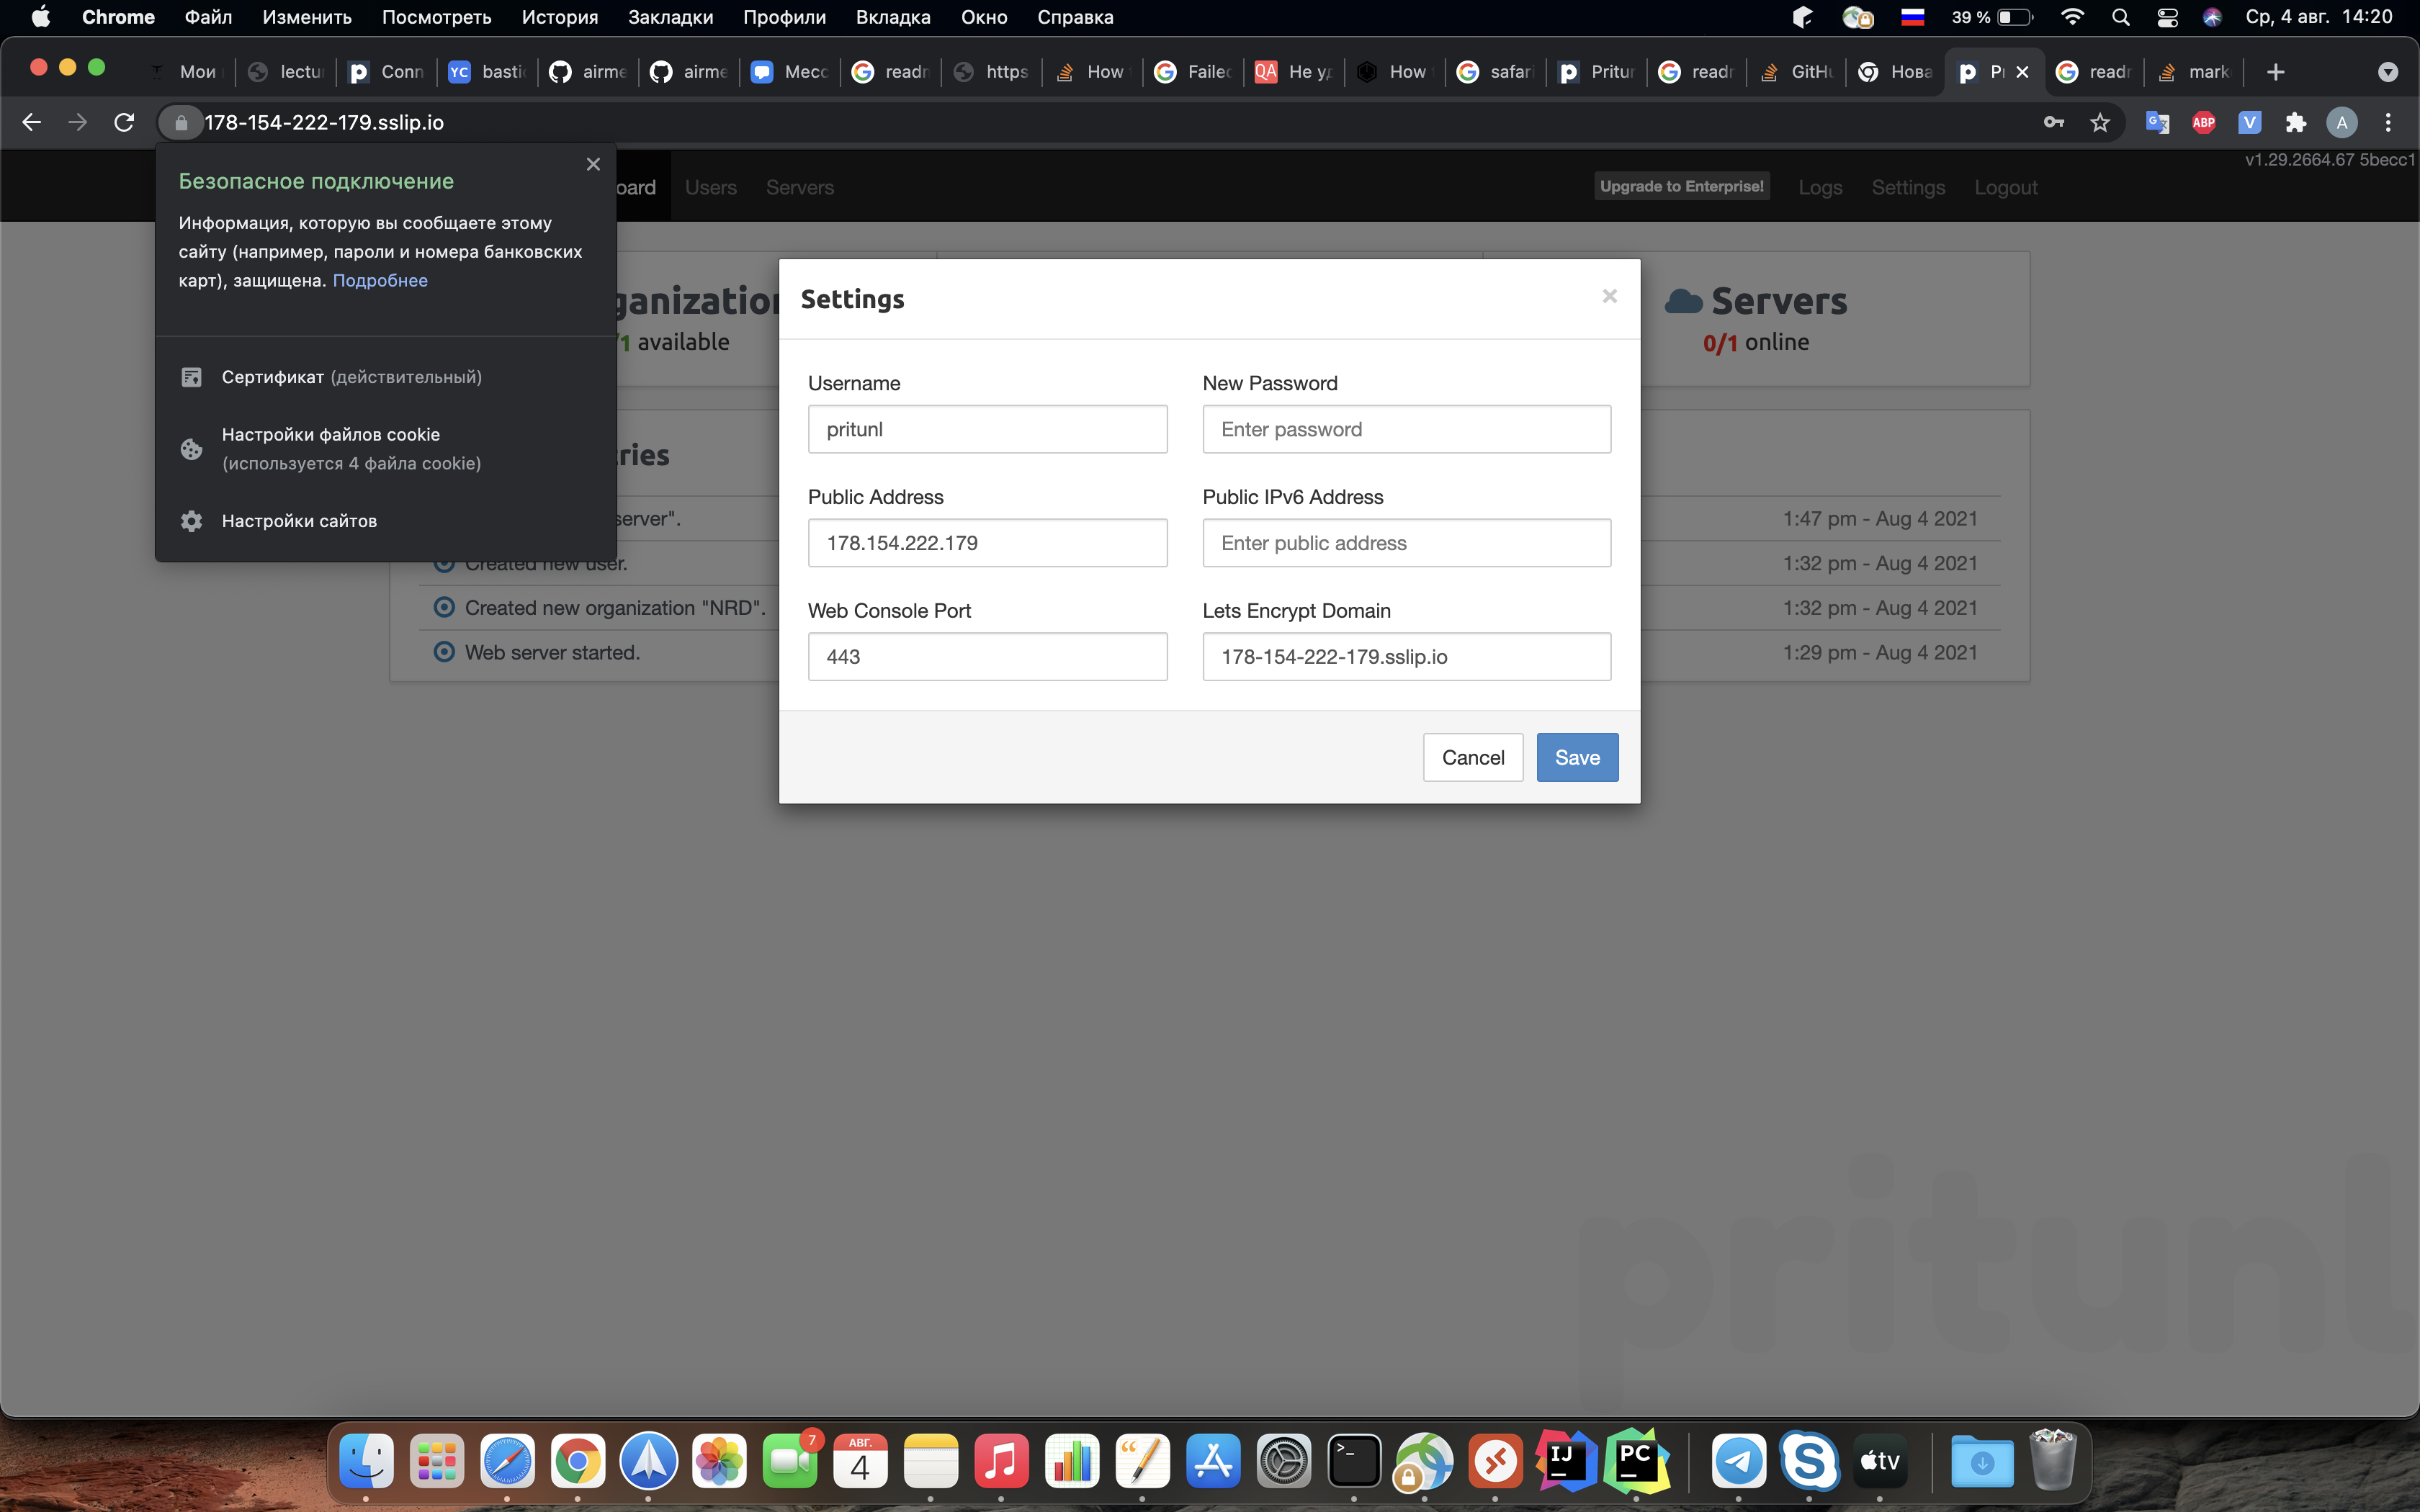 Chrome Файл Изменить Посмотреть История Закладки Профили Вкладка Окно Справка 39 % Ср, 4 авг. 14:20
Мои lectu Conn YC basti airme airme Месс readr https How Failed QA Не уд How safari Pritun readr GitHu Нова Pr readr mark
178-154-222-179.sslip.io ABP V A
v1.29.2664.67 5becc1
oard Users Servers Upgrade to Enterprise! Logs Settings Logout
Безопасное подключение
Информация, которую вы сообщаете этому
сайту (например, пароли и номера банковских
карт), защищена. Подробнее
Сертификат (действительный)
Настройки файлов cookie
(используется 4 файла cookie)
Настройки сайтов
ganization
/1 available
Servers
0/1 online
ries
server". 1:47 pm - Aug 4 2021
Created new user. 1:32 pm - Aug 4 2021
Created new organization "NRD". 1:32 pm - Aug 4 2021
Web server started. 1:29 pm - Aug 4 2021
Settings
Username New Password
pritunl Enter password
Public Address Public IPv6 Address
178.154.222.179 Enter public address
Web Console Port Lets Encrypt Domain
443 178-154-222-179.sslip.io
Cancel Save
pritunl
7
АВГ.
4
IJ
PC
tv